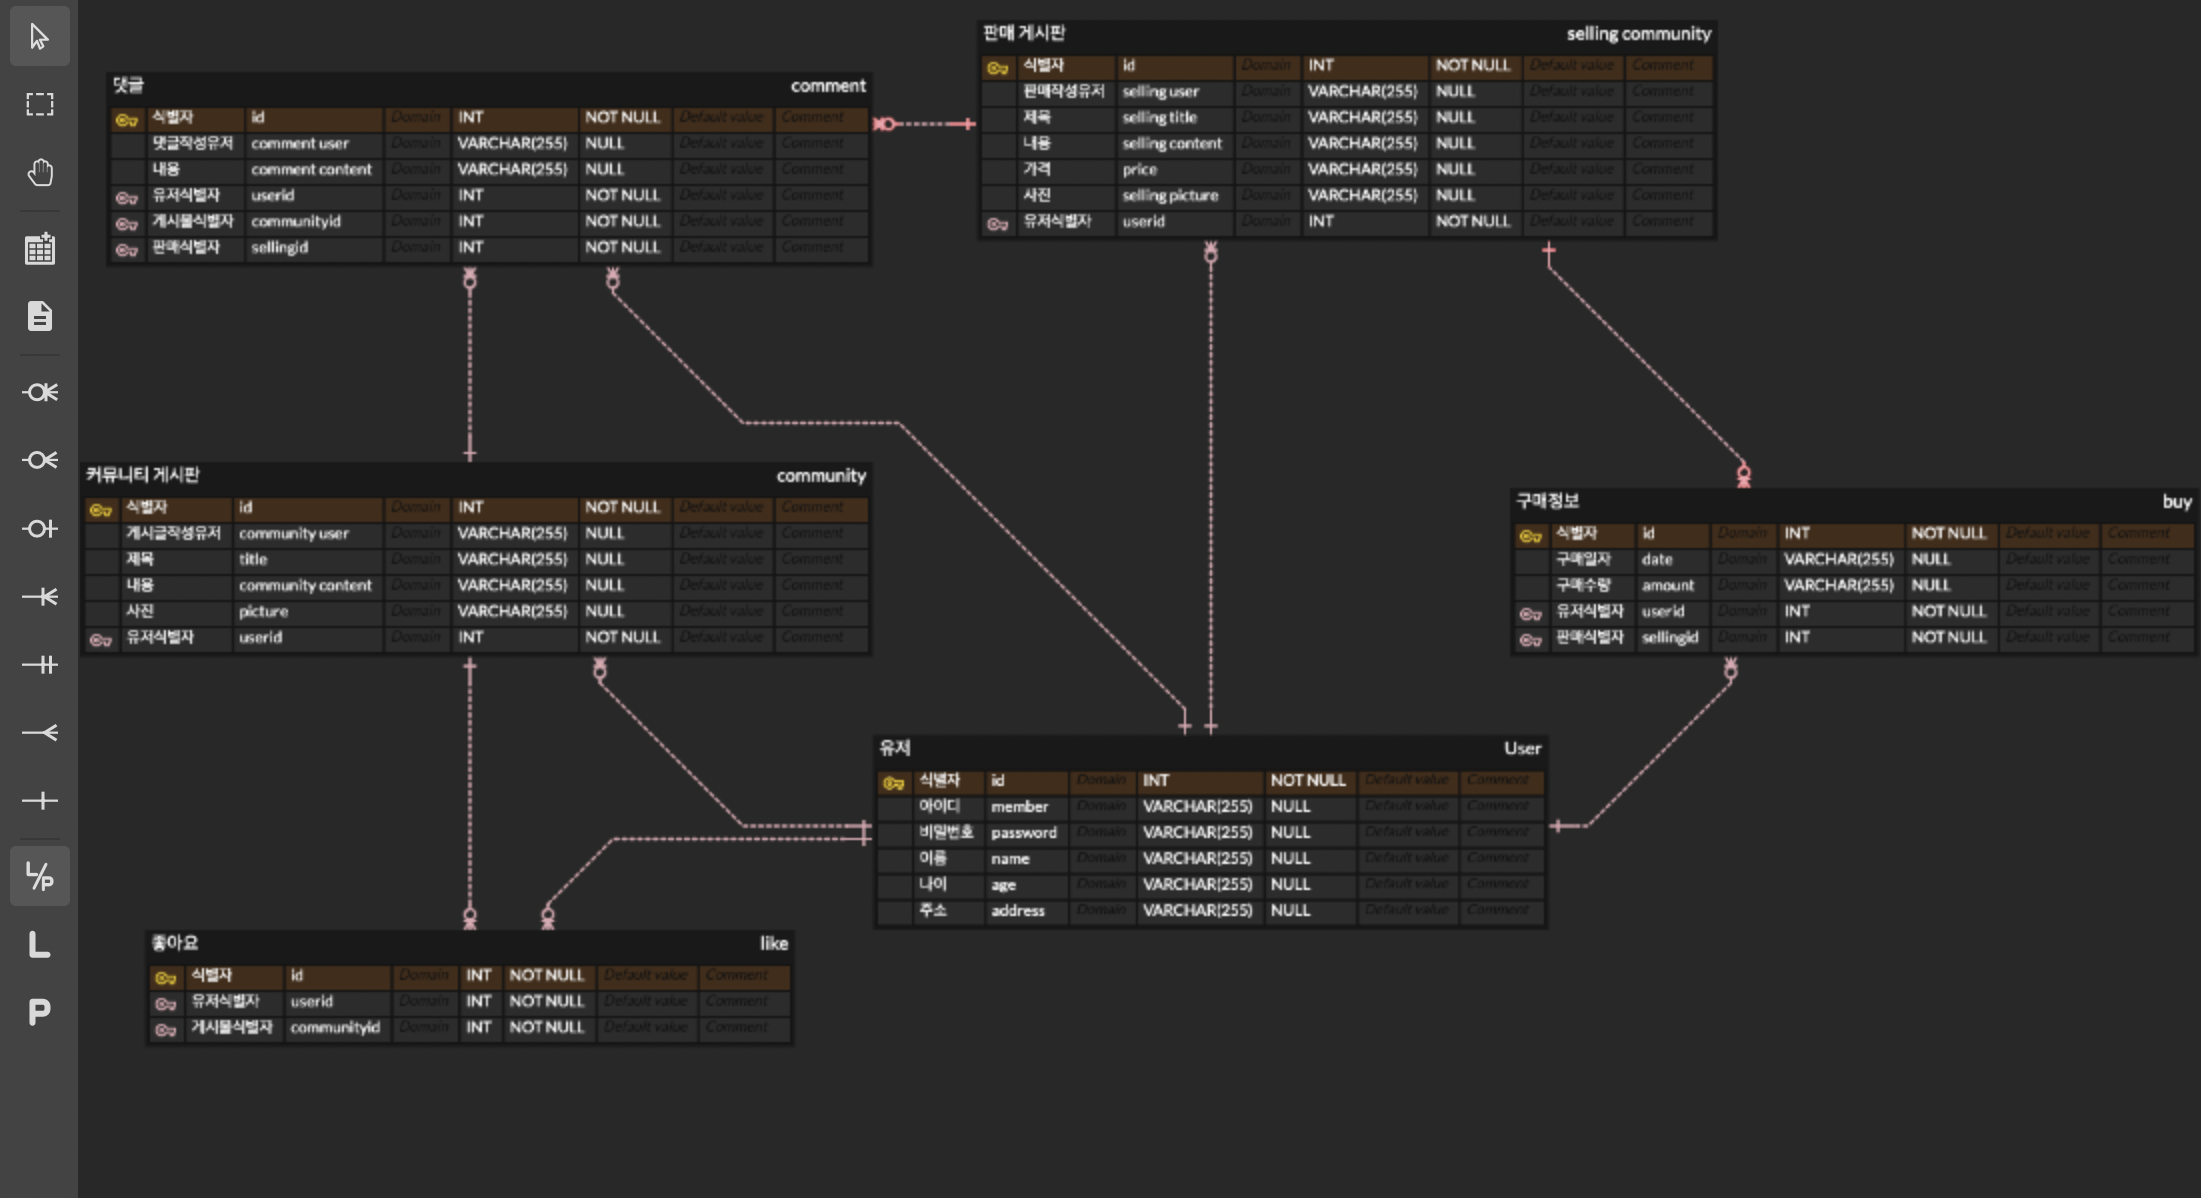 판매 게시판 selling community
식별자 id Domain INT NOT NULL Default value Comment
판매작성유저 selling user Domain VARCHAR(255) NULL Default value Comment
제목 selling title Domain VARCHAR(255) NULL Default value Comment
내용 selling content Domain VARCHAR(255) NULL Default value Comment
가격 price Domain VARCHAR(255) NULL Default value Comment
사진 selling picture Domain VARCHAR(255) NULL Default value Comment
유저식별자 userid Domain INT NOT NULL Default value Comment
댓글 comment
식별자 id Domain INT NOT NULL Default value Comment
댓글작성유저 comment user Domain VARCHAR(255) NULL Default value Comment
내용 comment content Domain VARCHAR(255) NULL Default value Comment
유저식별자 userid Domain INT NOT NULL Default value Comment
게시물식별자 communityid Domain INT NOT NULL Default value Comment
판매식별자 sellingid Domain INT NOT NULL Default value Comment
커뮤니티 게시판 community
식별자 id Domain INT NOT NULL Default value Comment
게시글작성유저 community user Domain VARCHAR(255) NULL Default value Comment
제목 title Domain VARCHAR(255) NULL Default value Comment
내용 community content Domain VARCHAR(255) NULL Default value Comment
사진 picture Domain VARCHAR(255) NULL Default value Comment
유저식별자 userid Domain INT NOT NULL Default value Comment
구매정보 buy
식별자 id Domain INT NOT NULL Default value Comment
구매일자 date Domain VARCHAR(255) NULL Default value Comment
구매수량 amount Domain VARCHAR(255) NULL Default value Comment
유저식별자 userid Domain INT NOT NULL Default value Comment
판매식별자 sellingid Domain INT NOT NULL Default value Comment
유저 User
식별자 id Domain INT NOT NULL Default value Comment
아이디 member Domain VARCHAR(255) NULL Default value Comment
비밀번호 password Domain VARCHAR(255) NULL Default value Comment
이름 name Domain VARCHAR(255) NULL Default value Comment
나이 age Domain VARCHAR(255) NULL Default value Comment
주소 address Domain VARCHAR(255) NULL Default value Comment
좋아요 like
식별자 id Domain INT NOT NULL Default value Comment
유저식별자 userid Domain INT NOT NULL Default value Comment
게시물식별자 communityid Domain INT NOT NULL Default value Comment
L/P
L
P